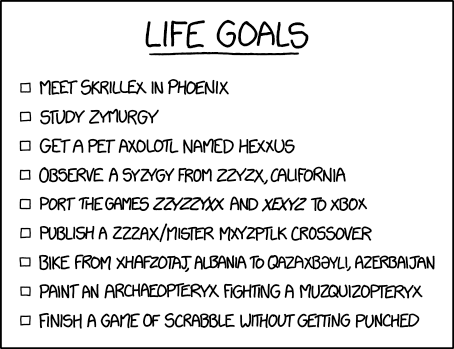 LIFE GOALS
MEET SKRILLEX IN PHOENIX
STUDY ZYMURGY
GET A PET AXOLOTL NAMED HEXXUS
OBSERVE A SYZYGY FROM ZZYZX, CALIFORNIA
PORT THE GAMES ZZYZZYXX AND XEXYZ TO XBOX
PUBLISH A ZZZAX/MISTER MXYZPTLK CROSSOVER
BIKE FROM XHAFZOTAJ, ALBANIA TO QAZAXBƏYLI, AZERBAIJAN
PAINT AN ARCHAEOPTERYX FIGHTING A MUZQUIZOPTERYX
FINISH A GAME OF SCRABBLE WITHOUT GETTING PUNCHED